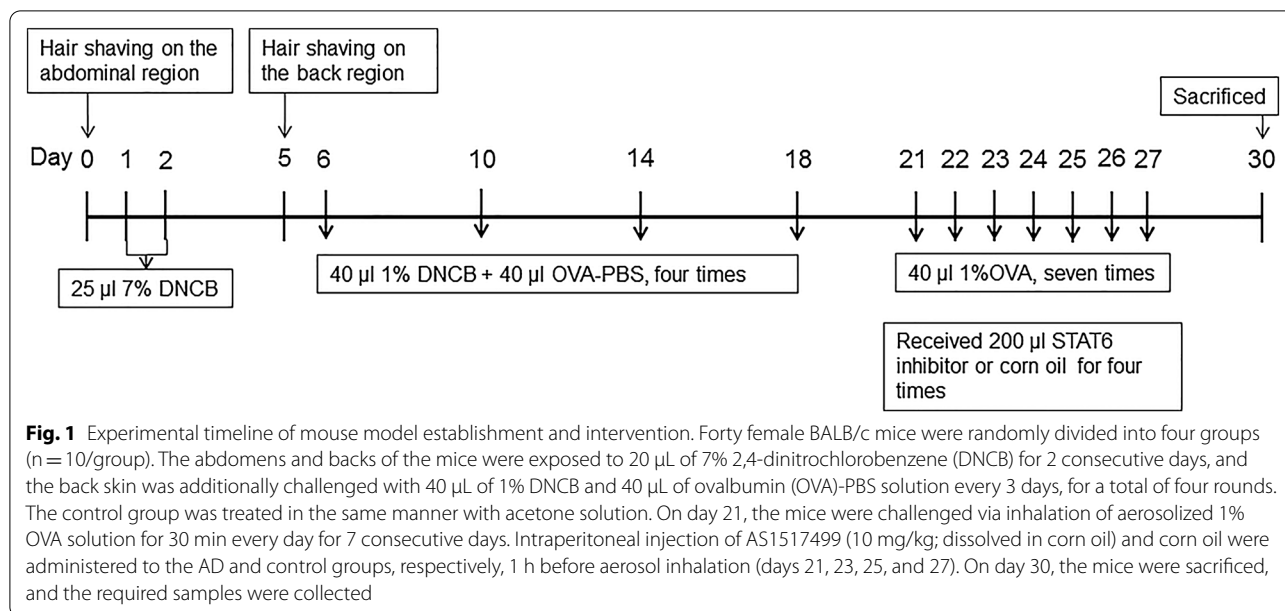 Hair shaving on the
abdominal region
Hair shaving on
the back region
Sacrificed
Day 0 1 2 5 6 10 14 18 21 22 23 24 25 26 27 30
25 µl 7% DNCB
40 µl 1% DNCB + 40 µl OVA-PBS, four times
40 µl 1%OVA, seven times
Received 200 µl STAT6
inhibitor or corn oil for four
times
Fig. 1 Experimental timeline of mouse model establishment and intervention. Forty female BALB/c mice were randomly divided into four groups
(n = 10/group). The abdomens and backs of the mice were exposed to 20 µL of 7% 2,4-dinitrochlorobenzene (DNCB) for 2 consecutive days, and
the back skin was additionally challenged with 40 µL of 1% DNCB and 40 µL of ovalbumin (OVA)-PBS solution every 3 days, for a total of four rounds.
The control group was treated in the same manner with acetone solution. On day 21, the mice were challenged via inhalation of aerosolized 1%
OVA solution for 30 min every day for 7 consecutive days. Intraperitoneal injection of AS1517499 (10 mg/kg; dissolved in corn oil) and corn oil were
administered to the AD and control groups, respectively, 1 h before aerosol inhalation (days 21, 23, 25, and 27). On day 30, the mice were sacrificed,
and the required samples were collected